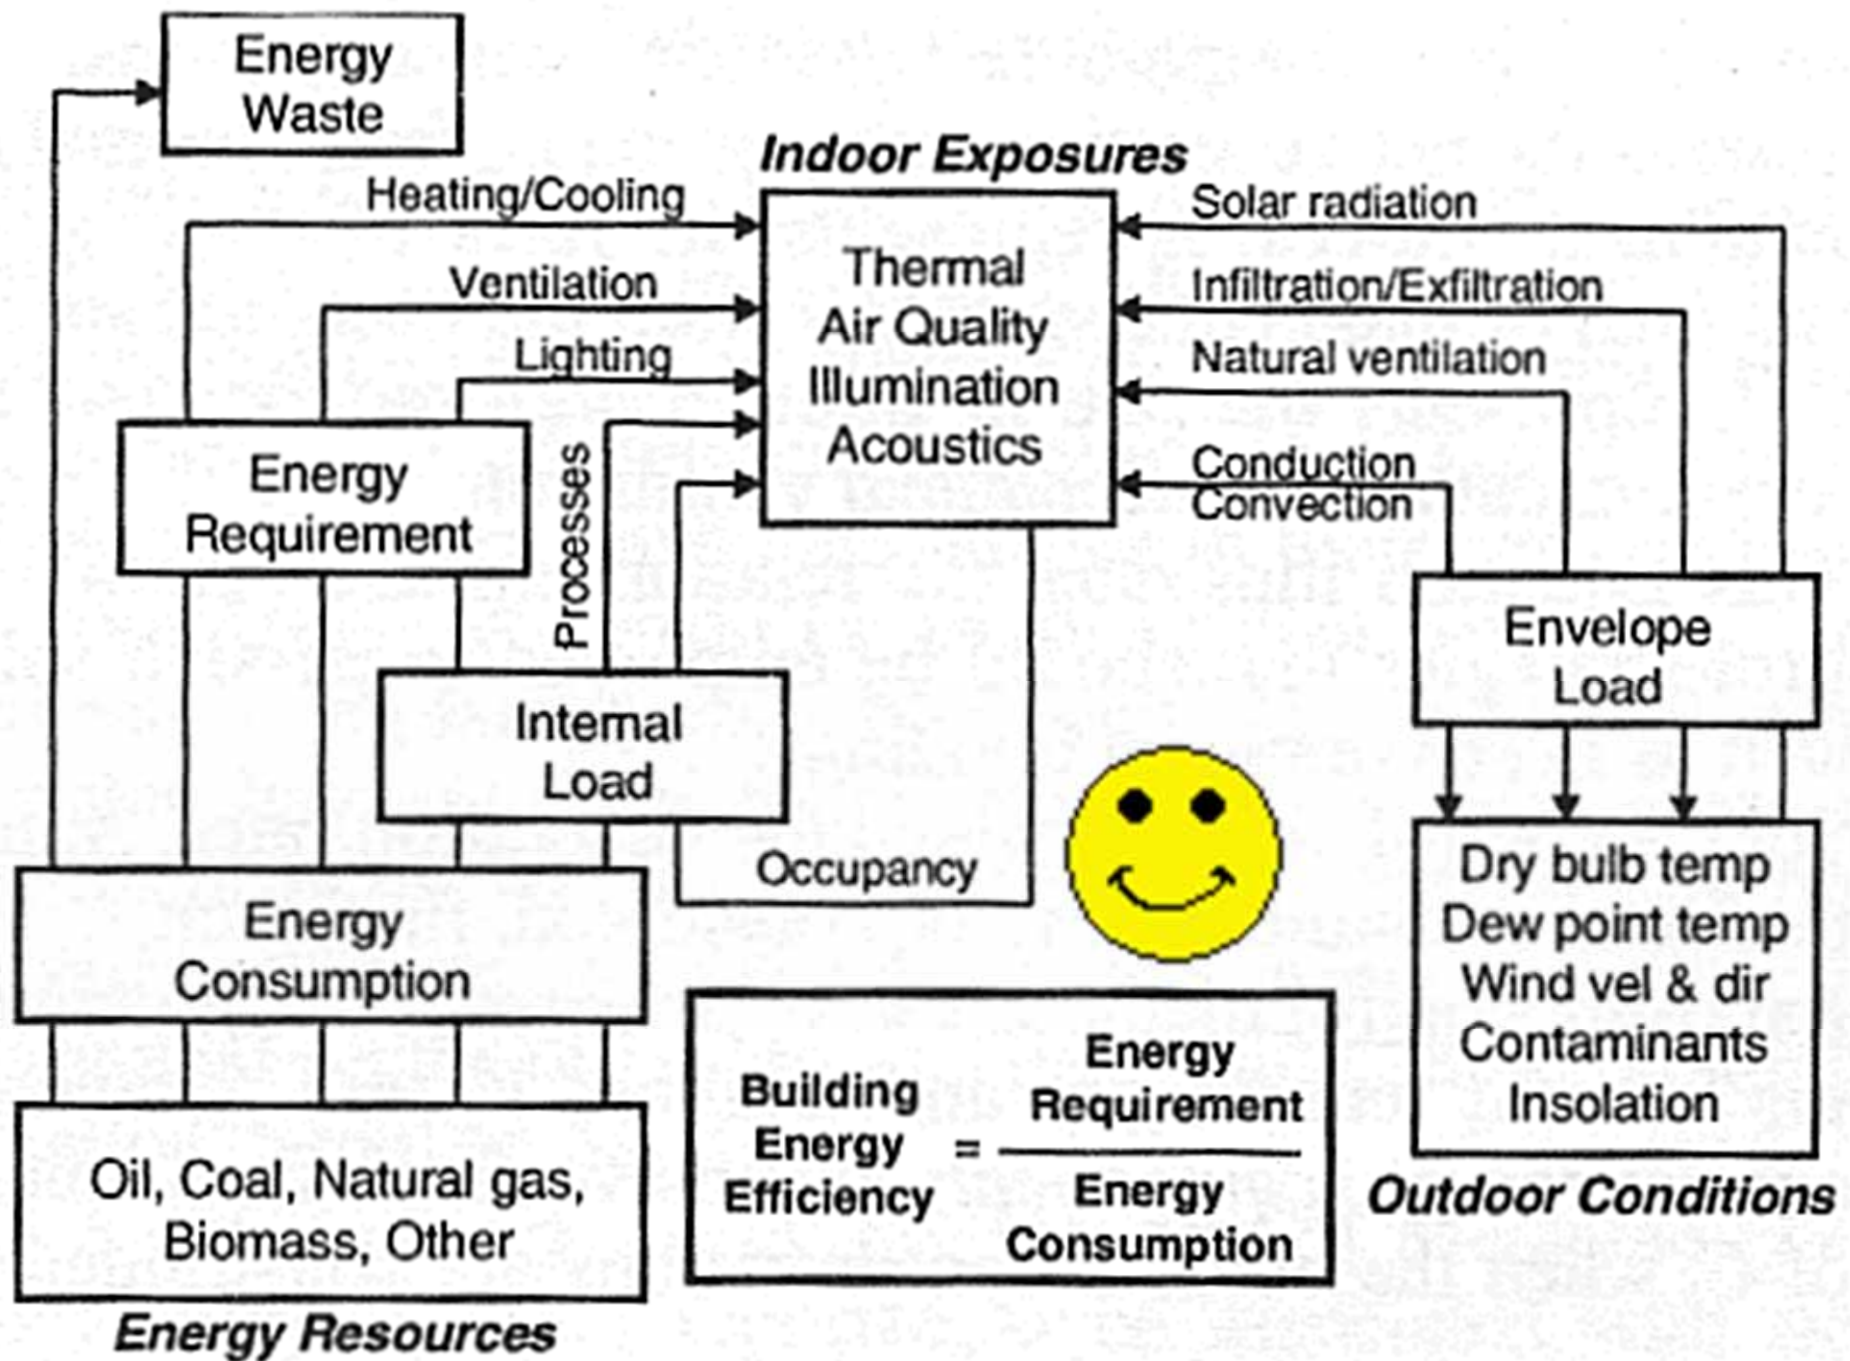 Energy
Waste
Indoor Exposures
Heating/Cooling
Ventilation
Lighting
Processes
Thermal
Air Quality
Illumination
Acoustics
Solar radiation
Infiltration/Exfiltration
Natural ventilation
Conduction
Convection
Energy
Requirement
Internal
Load
Envelope
Load
Occupancy
Energy
Consumption
Dry bulb temp
Dew point temp
Wind vel & dir
Contaminants
Insolation
Outdoor Conditions
Building
Energy
Efficiency
=
Energy
Requirement
Energy
Consumption
Oil, Coal, Natural gas,
Biomass, Other
Energy Resources